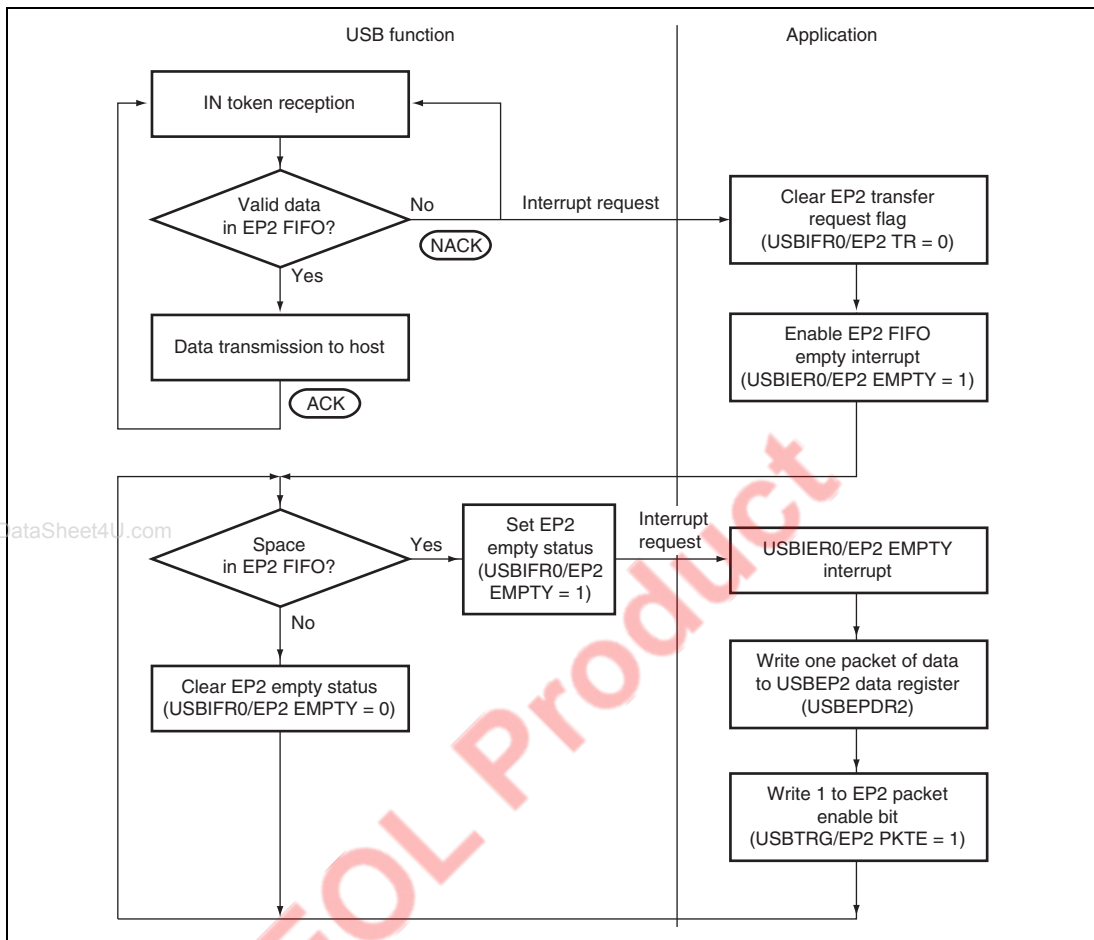 USB function
Application
IN token reception
Valid data
in EP2 FIFO?
No
NACK
Interrupt request
Clear EP2 transfer
request flag
(USBIFR0/EP2 TR = 0)
Yes
Data transmission to host
ACK
Enable EP2 FIFO
empty interrupt
(USBIER0/EP2 EMPTY = 1)
DataSheet4U.com
Space
in EP2 FIFO?
Yes
Set EP2
empty status
(USBIFR0/EP2
EMPTY = 1)
Interrupt
request
USBIER0/EP2 EMPTY
interrupt
No
Clear EP2 empty status
(USBIFR0/EP2 EMPTY = 0)
Write one packet of data
to USBEP2 data register
(USBEPDR2)
Write 1 to EP2 packet
enable bit
(USBTRG/EP2 PKTE = 1)
EOL Product